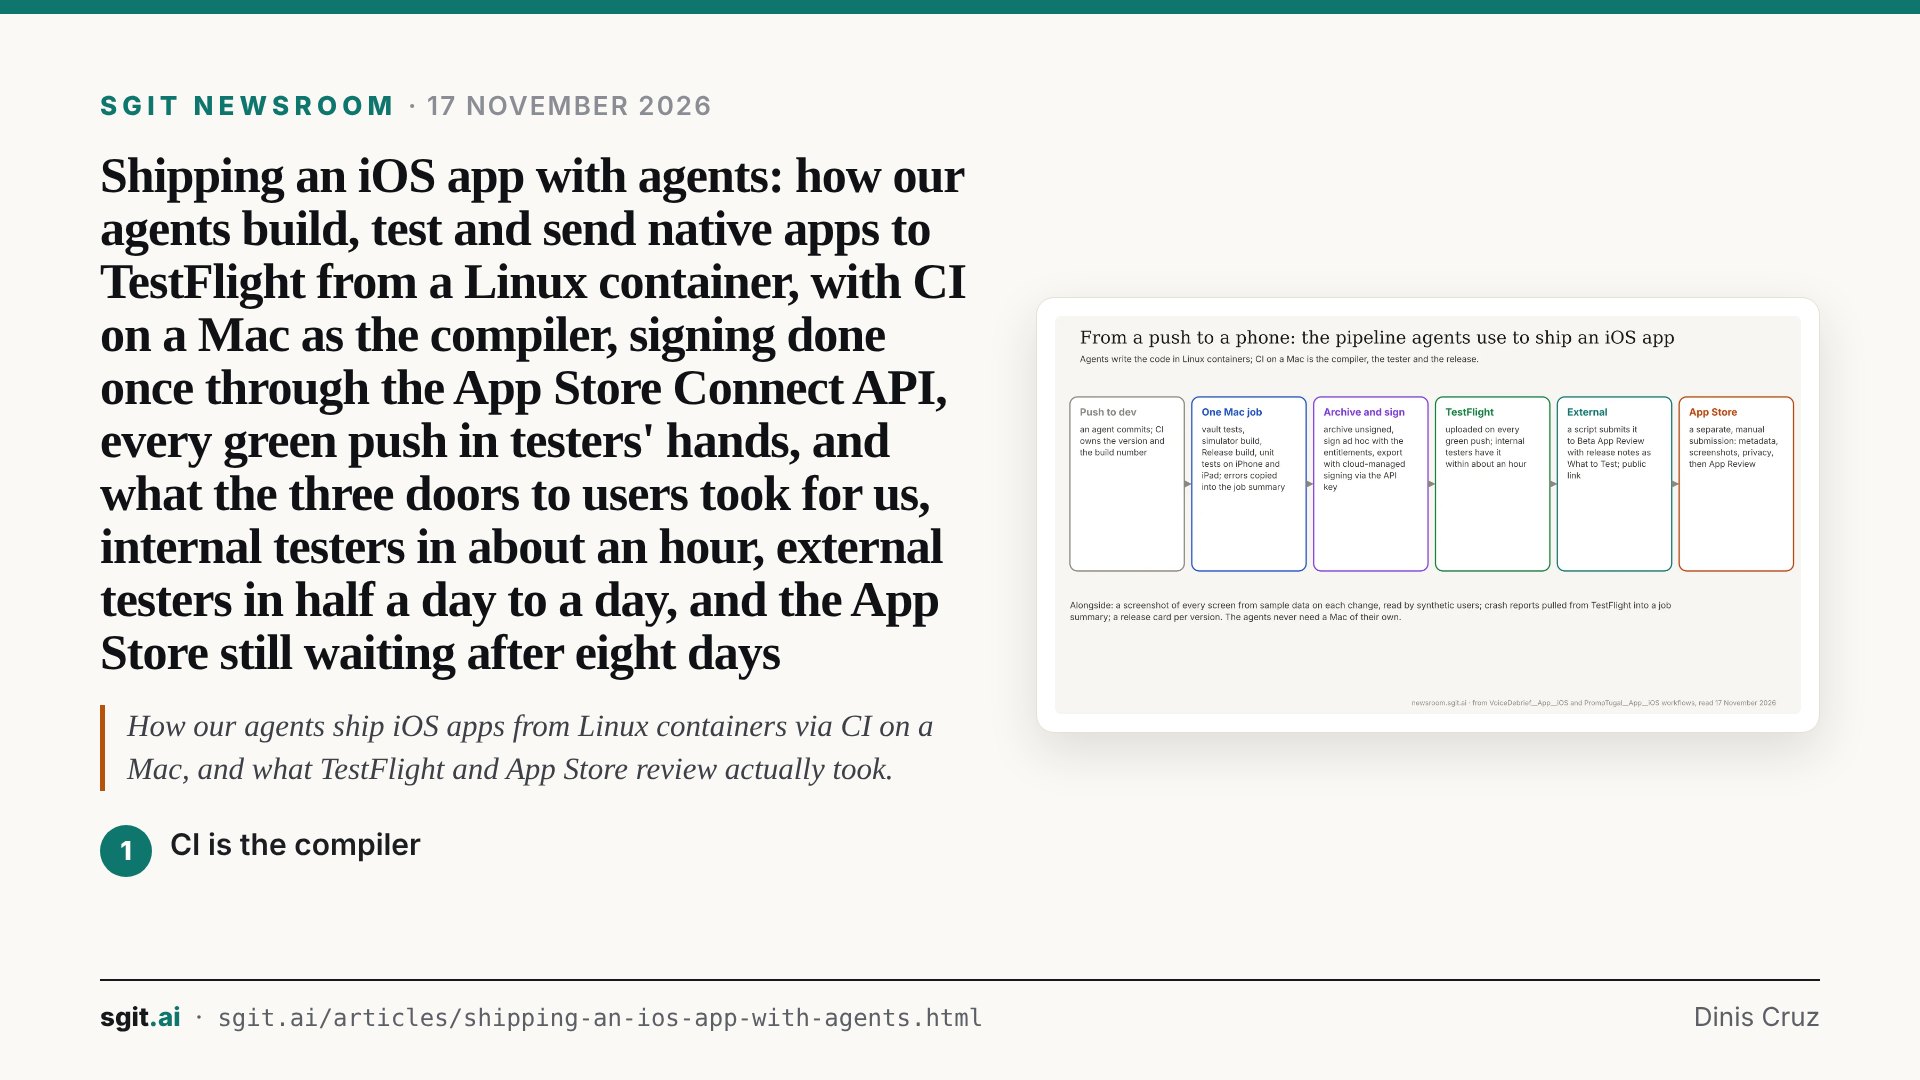 SGIT NEWSROOM · 17 NOVEMBER 2026
Shipping an iOS app with agents: how our
agents build, test and send native apps to
TestFlight from a Linux container, with CI
on a Mac as the compiler, signing done
once through the App Store Connect API,
every green push in testers' hands, and
what the three doors to users took for us,
internal testers in about an hour, external
testers in half a day to a day, and the App
Store still waiting after eight days
How our agents ship iOS apps from Linux containers via CI on a
Mac, and what TestFlight and App Store review actually took.
1 CI is the compiler
From a push to a phone: the pipeline agents use to ship an iOS app
Agents write the code in Linux containers; CI on a Mac is the compiler, the tester and the release.
Push to dev
an agent commits; CI
owns the version and
the build number
One Mac job
vault tests,
simulator build,
Release build, unit
tests on iPhone and
iPad; errors copied
into the job summary
Archive and sign
archive unsigned,
sign ad hoc with the
entitlements, export
with cloud-managed
signing via the API
key
TestFlight
uploaded on every
green push; internal
testers have it
within about an hour
External
a script submits it
to Beta App Review
with release notes as
What to Test; public
link
App Store
a separate, manual
submission: metadata,
screenshots, privacy,
then App Review
Alongside: a screenshot of every screen from sample data on each change, read by synthetic users; crash reports pulled from TestFlight into a job
summary; a release card per version. The agents never need a Mac of their own.
newsroom.sgit.ai · from VoiceDebrief__App__iOS and PromoTugal__App__iOS workflows, read 17 November 2026
sgit.ai · sgit.ai/articles/shipping-an-ios-app-with-agents.html
Dinis Cruz